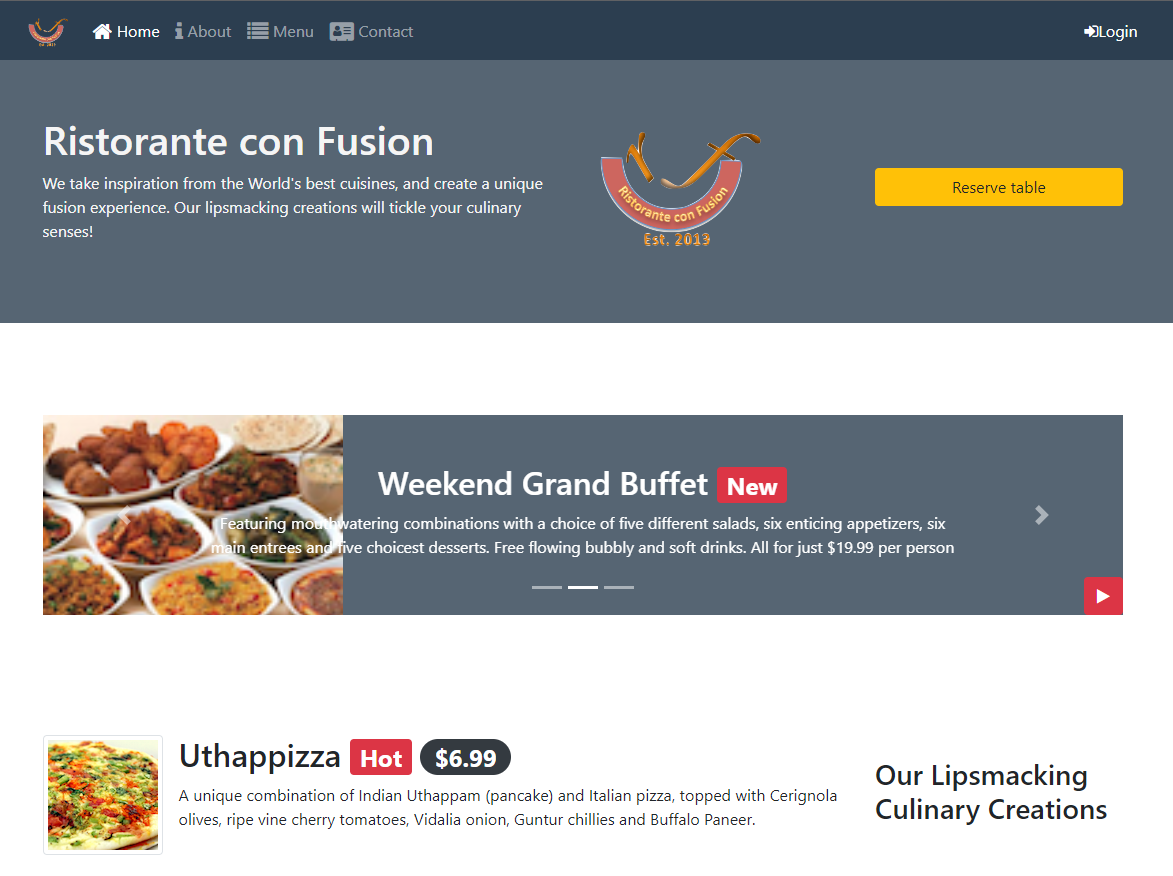 Est. 2013
Home
About
Menu
Contact
Login
Ristorante con Fusion
We take inspiration from the World's best cuisines, and create a unique
fusion experience. Our lipsmacking creations will tickle your culinary
senses!
Ristorante con Fusion
Est. 2013
Reserve table
Weekend Grand Buffet New
Featuring mouthwatering combinations with a choice of five different salads, six enticing appetizers, six
main entrees and five choicest desserts. Free flowing bubbly and soft drinks. All for just $19.99 per person
Uthappizza Hot $6.99
A unique combination of Indian Uthappam (pancake) and Italian pizza, topped with Cerignola
olives, ripe vine cherry tomatoes, Vidalia onion, Guntur chillies and Buffalo Paneer.
Our Lipsmacking
Culinary Creations